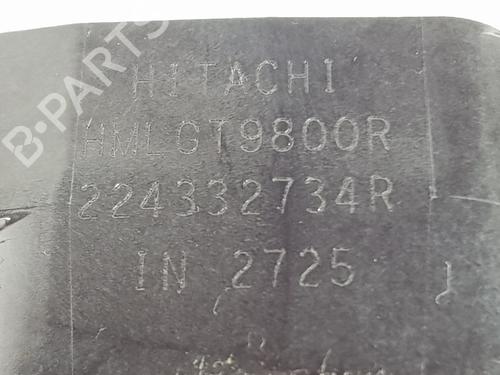 B-PARTS
HITACHI
HMLGT9800R
224332734R
IN 2725